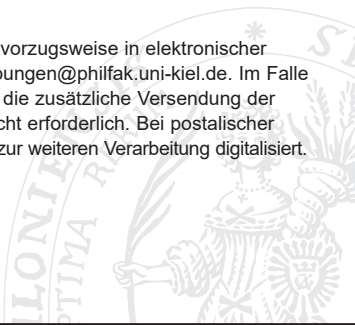 vorzugsweise in elektronischer
bungen@philfak.uni-kiel.de. Im Falle
die zusätzliche Versendung der
cht erforderlich. Bei postalischer
zur weiteren Verarbeitung digitalisiert.